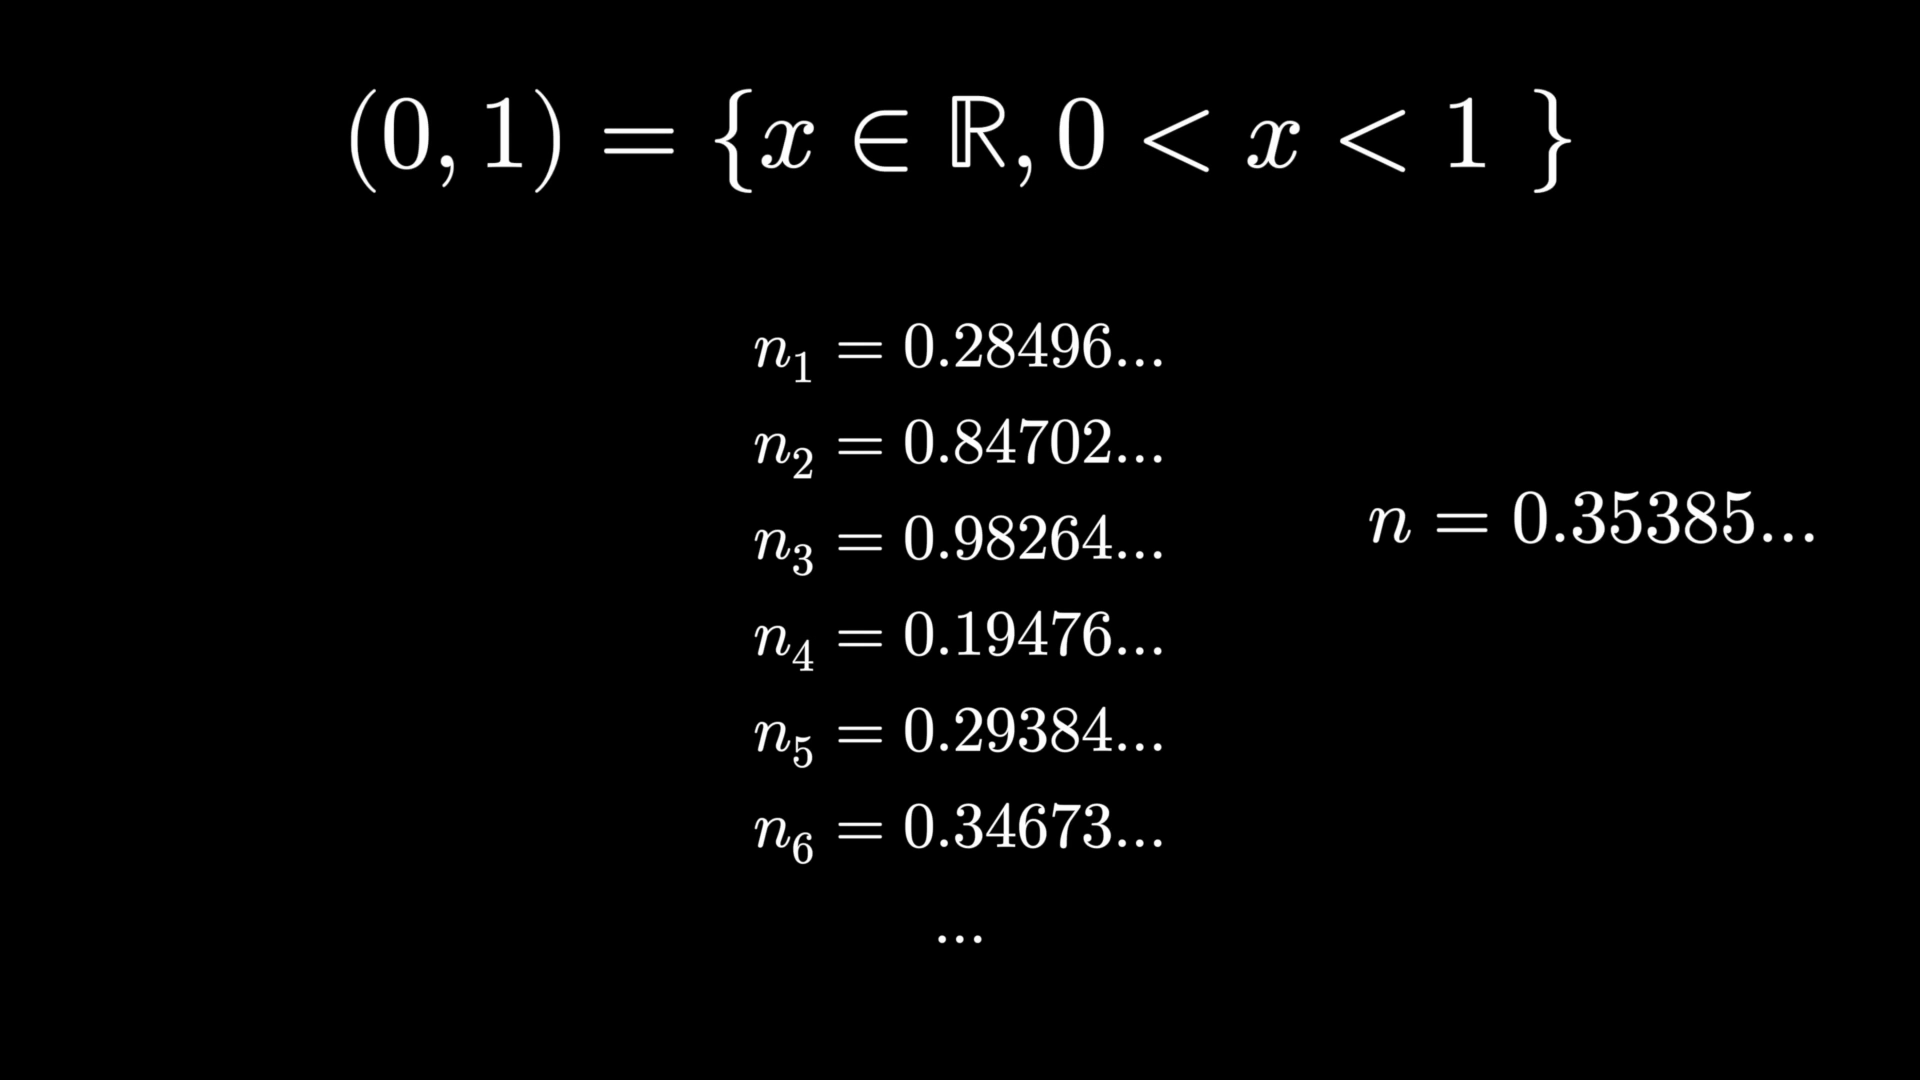 (0, 1) = {x ∈ ℝ, 0 < x < 1 }
n₁ = 0.28496...
n₂ = 0.84702...
n₃ = 0.98264...
n = 0.35385...
n₄ = 0.19476...
n₅ = 0.29384...
n₆ = 0.34673...
...